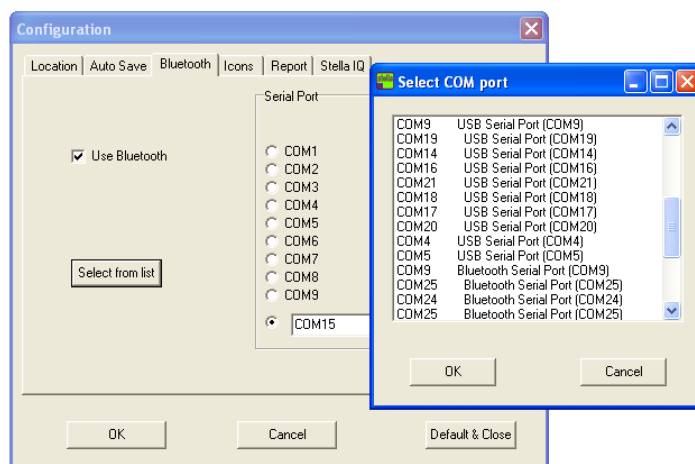 Configuration
Location
Auto Save
Bluetooth
Icons
Report
Stella IQ
Use Bluetooth
Select from list
Serial Port
COM1
COM2
COM3
COM4
COM5
COM6
COM7
COM8
COM9
COM15
OK
Cancel
Default & Close
Select COM port
COM9 USB Serial Port (COM9)
COM19 USB Serial Port (COM19)
COM14 USB Serial Port (COM14)
COM16 USB Serial Port (COM16)
COM21 USB Serial Port (COM21)
COM18 USB Serial Port (COM18)
COM17 USB Serial Port (COM17)
COM20 USB Serial Port (COM20)
COM4 USB Serial Port (COM4)
COM5 USB Serial Port (COM5)
COM9 Bluetooth Serial Port (COM9)
COM25 Bluetooth Serial Port (COM25)
COM24 Bluetooth Serial Port (COM24)
COM25 Bluetooth Serial Port (COM25)
OK
Cancel